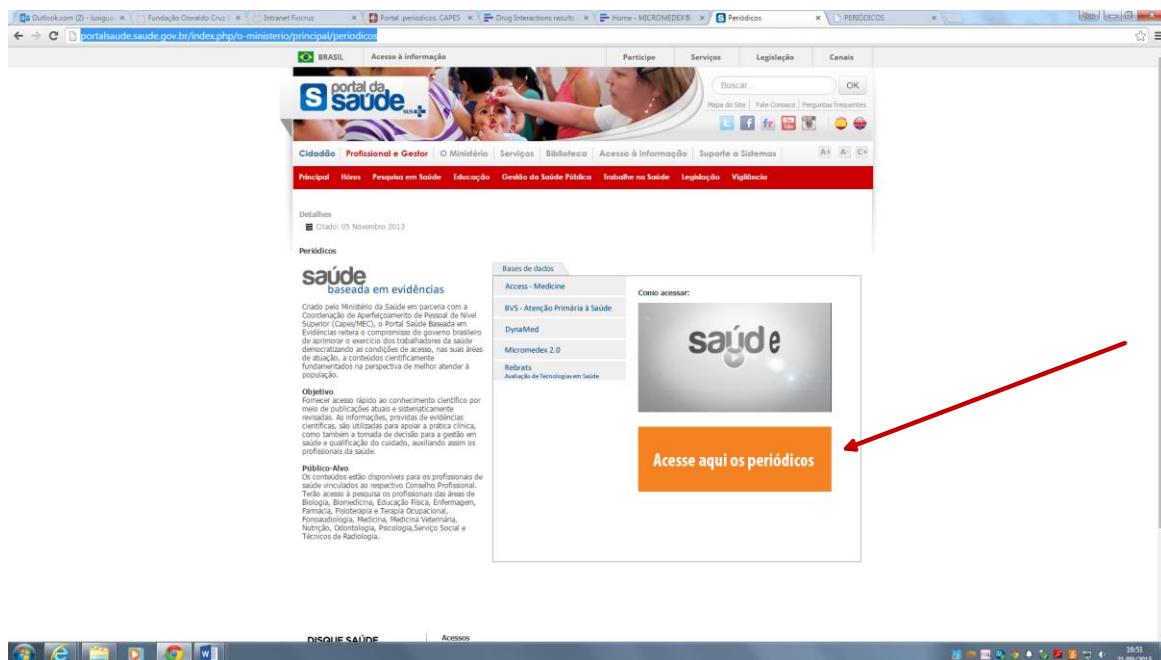 Outlook.com (2) - luisigu
Fundação Oswaldo Cruz
Intranet Fiocruz
Portal .periodicos. CAPES
Drug Interactions results
Home - MICROMEDEX®
Periódicos
PERIÓDICOS
portalsaude.saude.gov.br/index.php/o-ministerio/principal/periodicos
BRASIL Acesso à informação Participe Serviços Legislação Canais
S portal da saúde SUS
Buscar... OK
Mapa do Site Fale Conosco Perguntas frequentes
Cidadão Profissional e Gestor O Ministério Serviços Biblioteca Acesso à Informação Suporte a Sistemas A+ A- C+
Principal Hórus Pesquisa em Saúde Educação Gestão da Saúde Pública Trabalhe na Saúde Legislação Vigilância
Detalhes
Criado: 05 Novembro 2013
Periódicos
saúde
baseada em evidências
Criado pelo Ministério da Saúde em parceria com a
Coordenação de Aperfeiçoamento de Pessoal de Nível
Superior (Capes/MEC), o Portal Saúde Baseada em
Evidências reitera o compromisso do governo brasileiro
de aprimorar o exercício dos trabalhadores da saúde
democratizando as condições de acesso, nas suas áreas
de atuação, a conteúdos cientificamente
fundamentados na perspectiva de melhor atender à
população.
Objetivo
Fornecer acesso rápido ao conhecimento científico por
meio de publicações atuais e sistematicamente
revisadas. As informações, providas de evidências
científicas, são utilizadas para apoiar a prática clínica,
como também a tomada de decisão para a gestão em
saúde e qualificação do cuidado, auxiliando assim os
profissionais da saúde.
Público-Alvo
Os conteúdos estão disponíveis para os profissionais de
saúde vinculados ao respectivo Conselho Profissional.
Terão acesso à pesquisa os profissionais das áreas de
Biologia, Biomedicina, Educação Física, Enfermagem,
Farmácia, Fisioterapia e Terapia Ocupacional,
Fonoaudiologia, Medicina, Medicina Veterinária,
Nutrição, Odontologia, Psicologia,Serviço Social e
Técnicos de Radiologia.
Bases de dados
Access - Medicine
BVS - Atenção Primária à Saúde
DynaMed
Micromedex 2.0
Rebrats
Avaliação de Tecnologias em Saúde
Como acessar:
saúde
Acesse aqui os periódicos
DISQUE SAÚDE
Acessos
16:51
21/09/2015